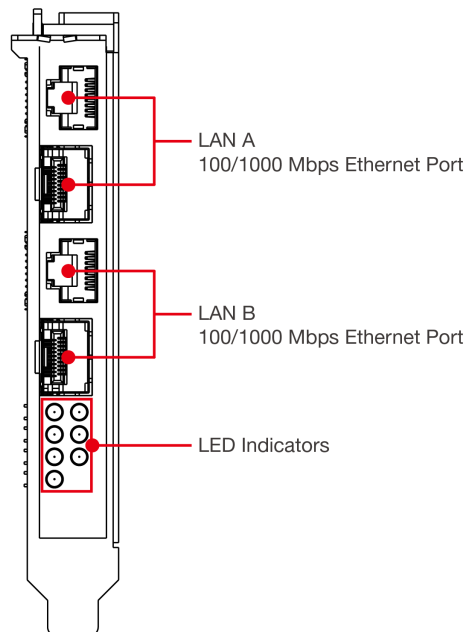 LAN A
100/1000 Mbps Ethernet Port
LAN B
100/1000 Mbps Ethernet Port
LED Indicators